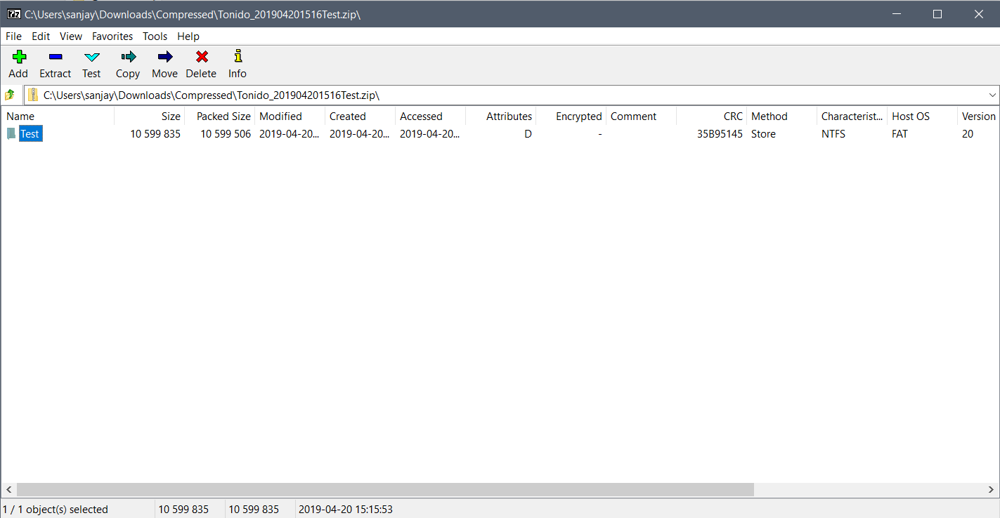 7z C:\Users\sanjay\Downloads\Compressed\Tonido_201904201516Test.zip\
File Edit View Favorites Tools Help
Add Extract Test Copy Move Delete Info
C:\Users\sanjay\Downloads\Compressed\Tonido_201904201516Test.zip\
Name Size Packed Size Modified Created Accessed Attributes Encrypted Comment CRC Method Characterist... Host OS Version
Test 10 599 835 10 599 506 2019-04-20... 2019-04-20... 2019-04-20... D - 35B95145 Store NTFS FAT 20
1 / 1 object(s) selected 10 599 835 10 599 835 2019-04-20 15:15:53